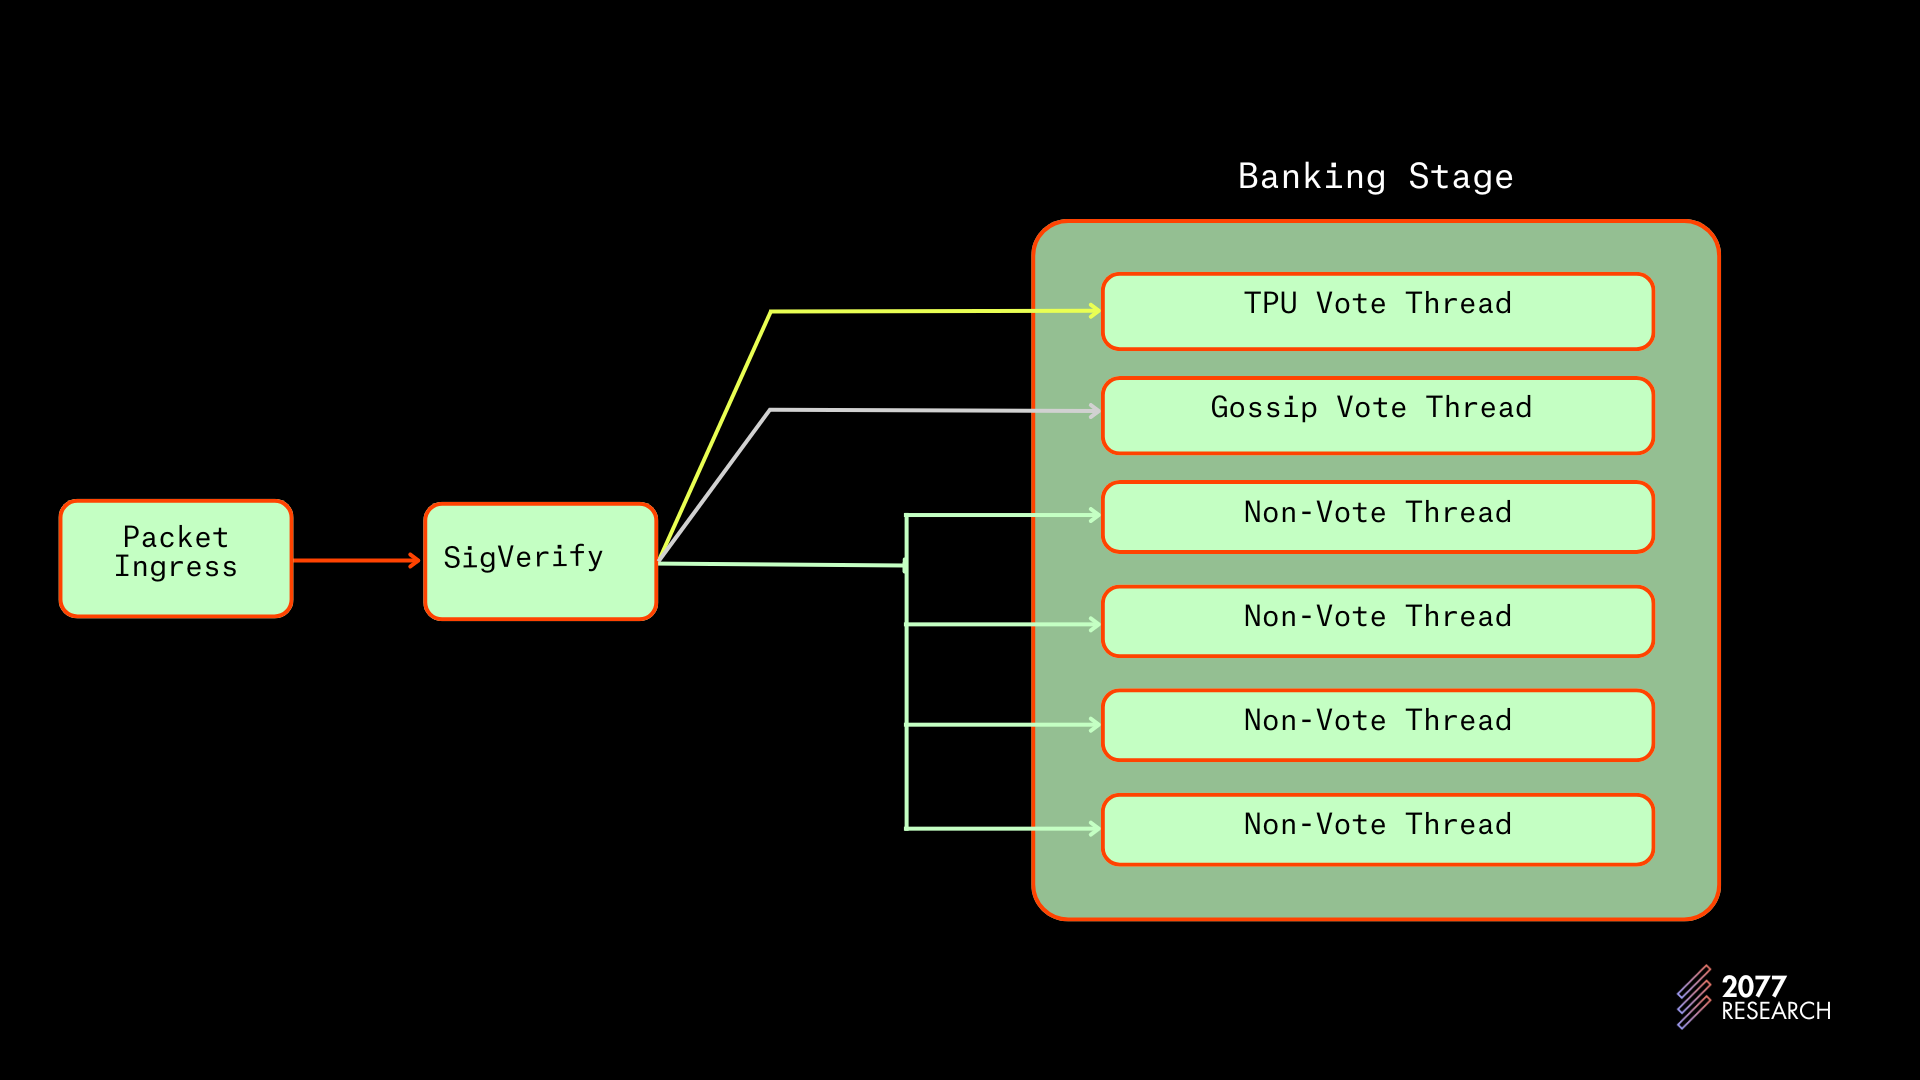 Banking Stage
TPU Vote Thread
Gossip Vote Thread
Packet
Ingress
SigVerify
Non-Vote Thread
Non-Vote Thread
Non-Vote Thread
Non-Vote Thread
2077
RESEARCH